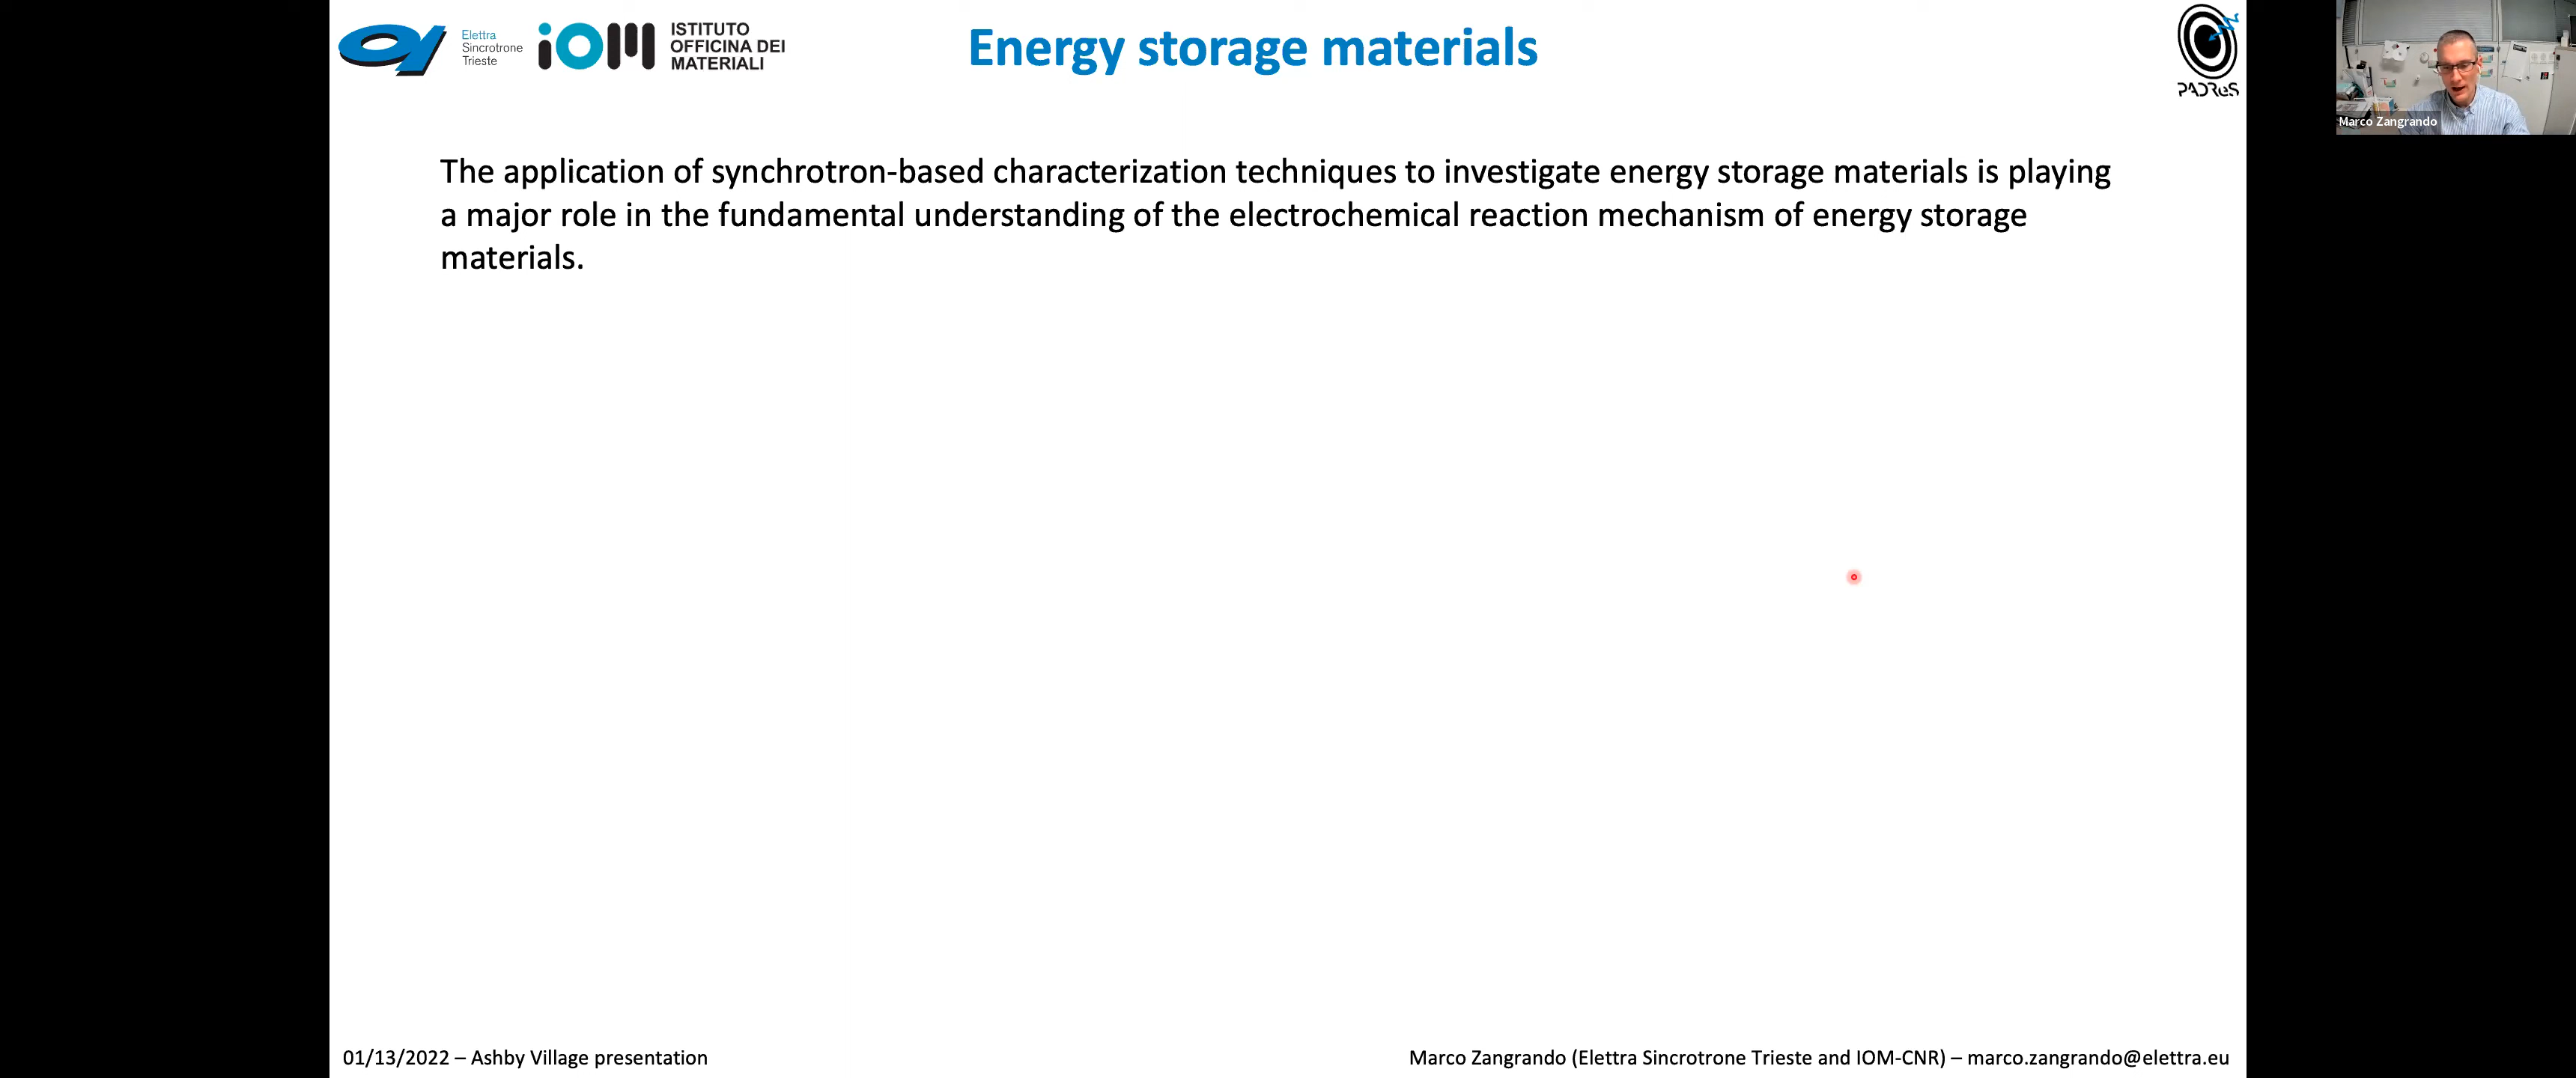 Elettra
Sincrotrone
Trieste
iOM
ISTITUTO
OFFICINA DEI
MATERIALI
Energy storage materials
PADReS
Marco Zangrando
The application of synchrotron-based characterization techniques to investigate energy storage materials is playing
a major role in the fundamental understanding of the electrochemical reaction mechanism of energy storage
materials.
01/13/2022 – Ashby Village presentation
Marco Zangrando (Elettra Sincrotrone Trieste and IOM-CNR) – marco.zangrando@elettra.eu